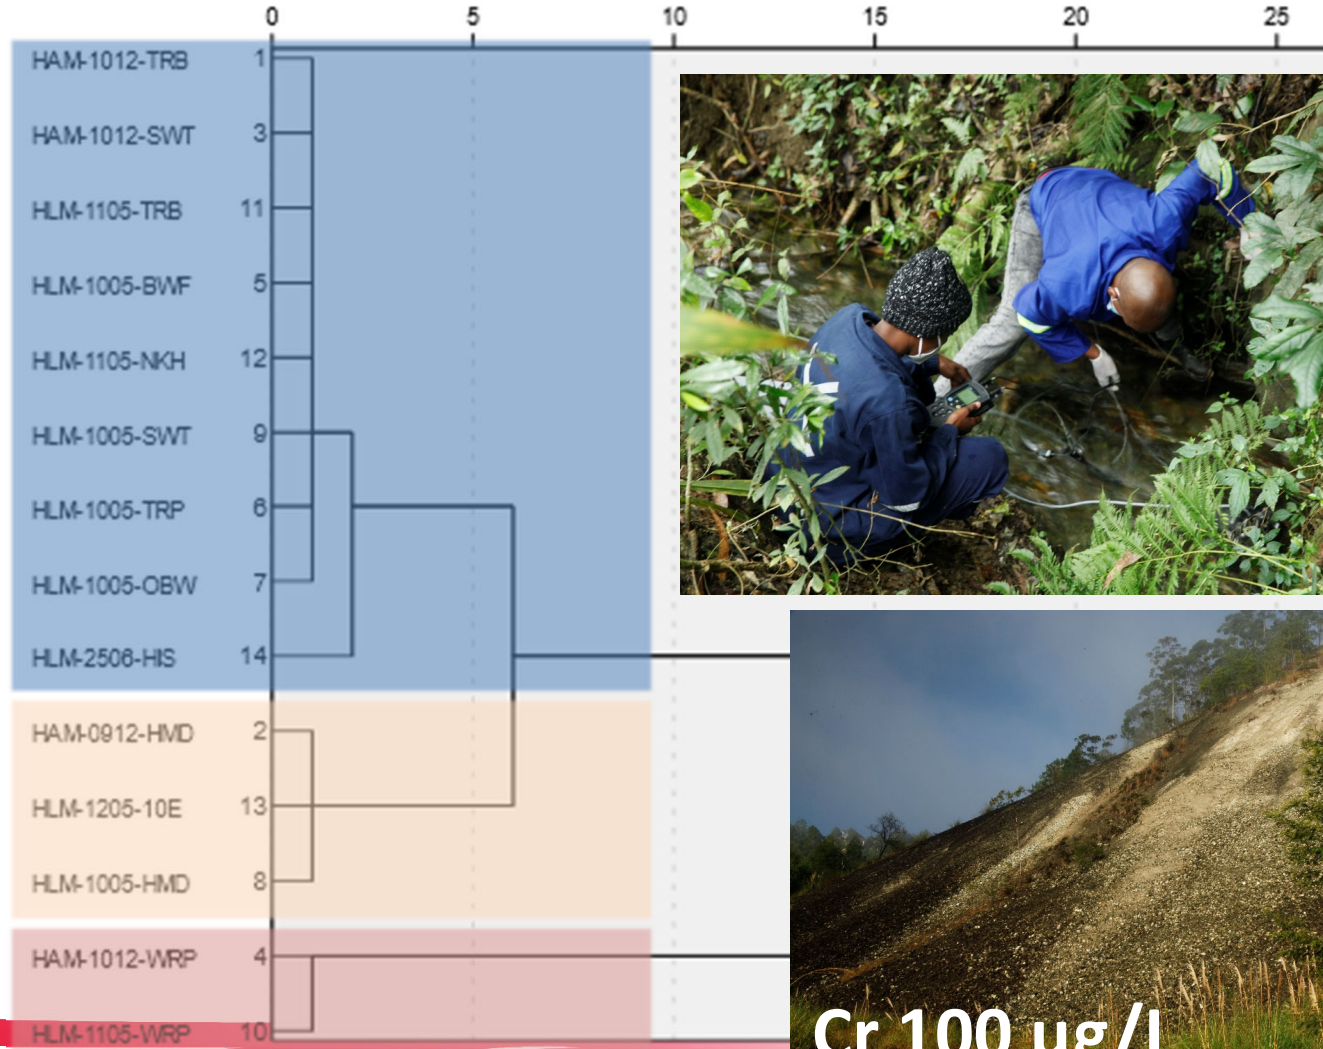 0 5 10 15 20 25
HAM-1012-TRB 1
HAM-1012-SWT 3
HLM-1105-TRB 11
HLM-1005-BWF 5
HLM-1105-NKH 12
HLM-1005-SWT 9
HLM-1005-TRP 6
HLM-1005-OBW 7
HLM-2506-HIS 14
HAM-0912-HMD 2
HLM-1205-10E 13
HLM-1005-HMD 8
HAM-1012-WRP 4
HLM-1105-WRP 10
Cr 100 ug/l